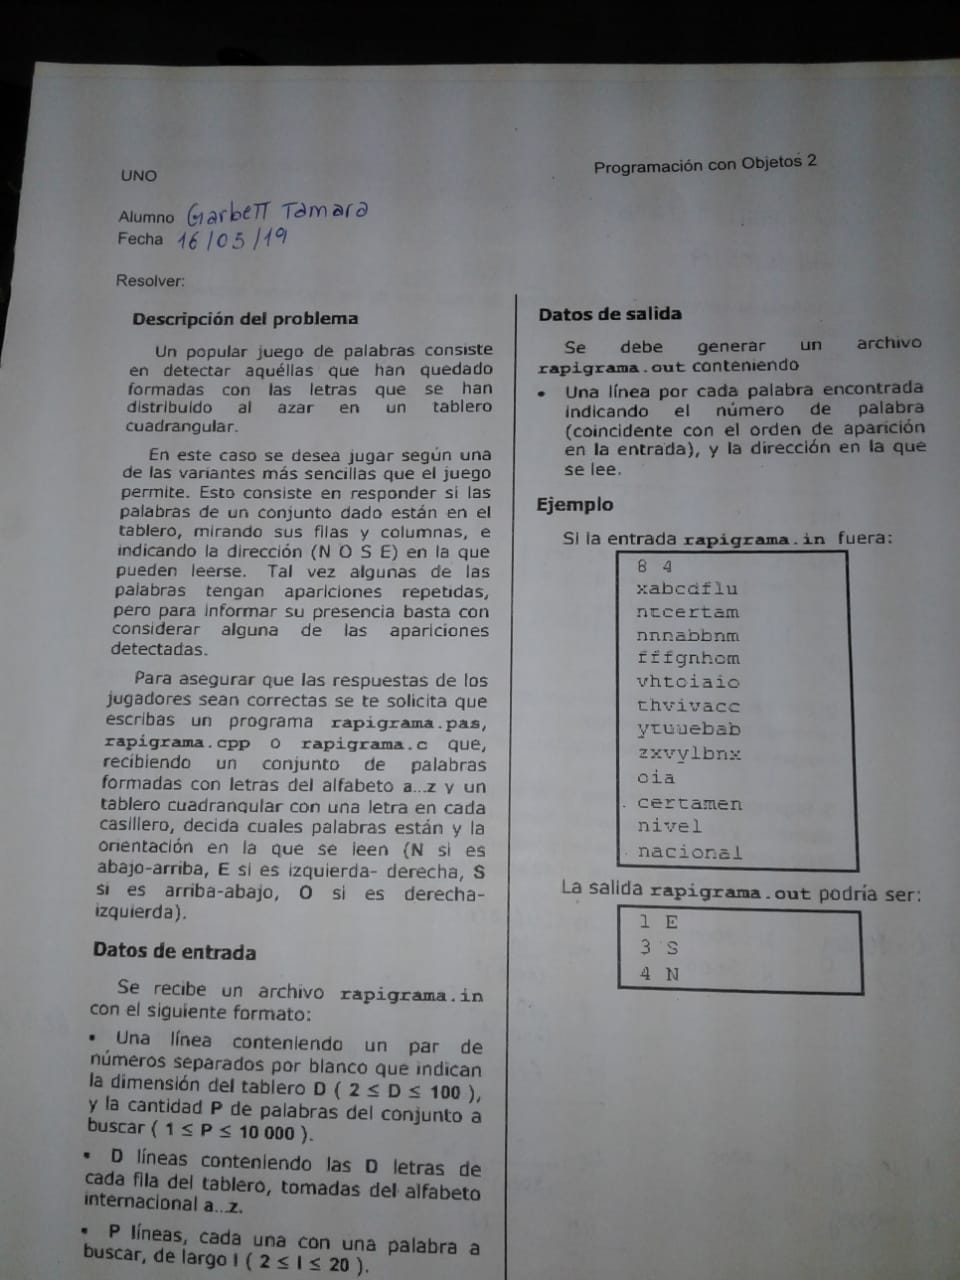 UNO
Programación con Objetos 2
Alumno Garbett Tamara
Fecha 16/05/19
Resolver:
Descripción del problema
Un popular juego de palabras consiste
en detectar aquéllas que han quedado
formadas con las letras que se han
distribuido al azar en un tablero
cuadrangular.
En este caso se desea jugar según una
de las variantes más sencillas que el juego
permite. Esto consiste en responder si las
palabras de un conjunto dado están en el
tablero, mirando sus filas y columnas, e
indicando la dirección (N O S E) en la que
pueden leerse. Tal vez algunas de las
palabras tengan apariciones repetidas,
pero para informar su presencia basta con
considerar alguna de las apariciones
detectadas.
Para asegurar que las respuestas de los
jugadores sean correctas se te solicita que
escribas un programa rapigrama.pas,
rapigrama.cpp o rapigrama.c que,
recibiendo un conjunto de palabras
formadas con letras del alfabeto a...z y un
tablero cuadrangular con una letra en cada
casillero, decida cuales palabras están y la
orientación en la que se leen (N si es
abajo-arriba, E si es izquierda- derecha, S
si es arriba-abajo, O si es derecha-
izquierda).
Datos de entrada
Se recibe un archivo rapigrama.in
con el siguiente formato:
• Una línea conteniendo un par de
números separados por blanco que indican
la dimensión del tablero D ( 2 ≤ D ≤ 100 ),
y la cantidad P de palabras del conjunto a
buscar ( 1 ≤ P ≤ 10 000 ).
• D líneas conteniendo las D letras de
cada fila del tablero, tomadas del alfabeto
internacional a...z.
• P líneas, cada una con una palabra a
buscar, de largo l ( 2 ≤ l ≤ 20 ).
Datos de salida
Se debe generar un archivo
rapigrama.out conteniendo
• Una línea por cada palabra encontrada
indicando el número de palabra
(coincidente con el orden de aparición
en la entrada), y la dirección en la que
se lee.
Ejemplo
Si la entrada rapigrama.in fuera:
8 4
xabcdflu
ntcertam
nnnabbnm
fffgnhom
vhtoiaio
thvivacc
ytuuebab
zxvvlbnx
oia
certamen
nivel
nacional
La salida rapigrama.out podría ser:
1 E
3 S
4 N